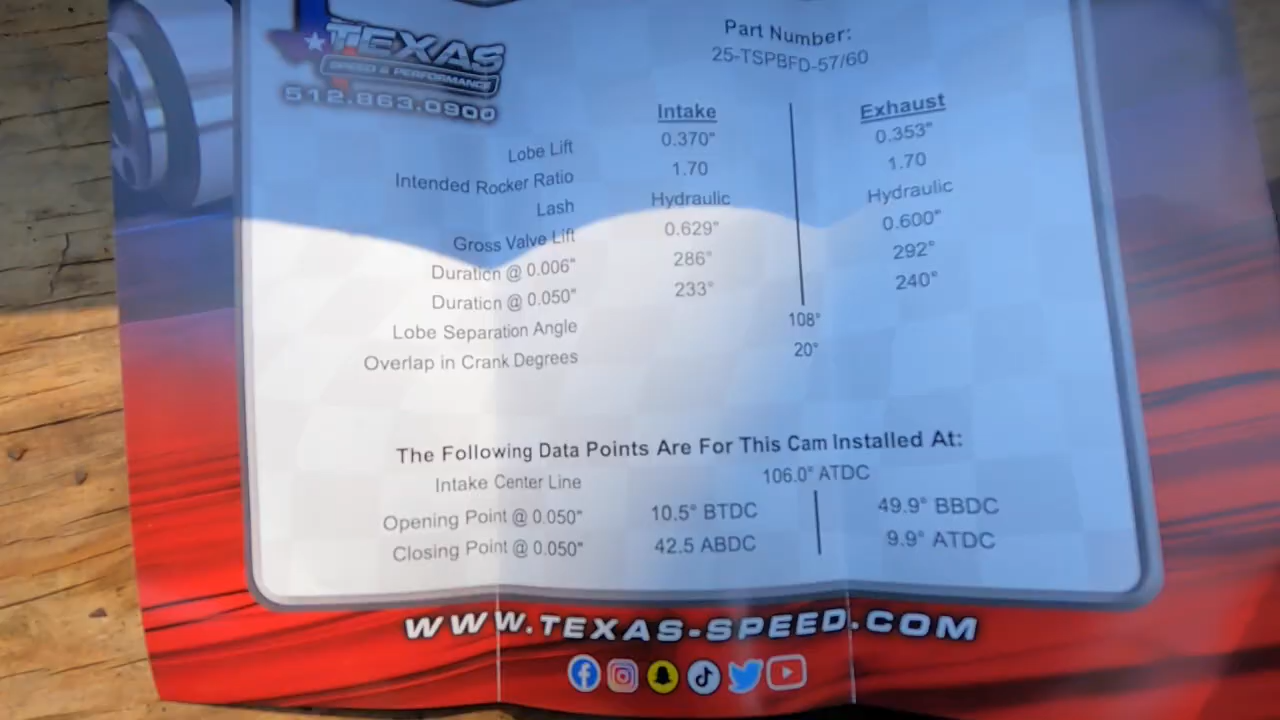 TEXAS
SPEED & PERFORMANCE
512.863.0900
Part Number:
25-TSPBFD-57/60
Intake Exhaust
Lobe Lift 0.370" 0.353"
Intended Rocker Ratio 1.70 1.70
Lash Hydraulic Hydraulic
Gross Valve Lift 0.629" 0.600"
Duration @ 0.006" 286° 292°
Duration @ 0.050" 233° 240°
Lobe Separation Angle 108°
Overlap in Crank Degrees 20°
The Following Data Points Are For This Cam Installed At:
Intake Center Line 106.0° ATDC
Opening Point @ 0.050" 10.5° BTDC 49.9° BBDC
Closing Point @ 0.050" 42.5 ABDC 9.9° ATDC
WWW.TEXAS-SPEED.COM